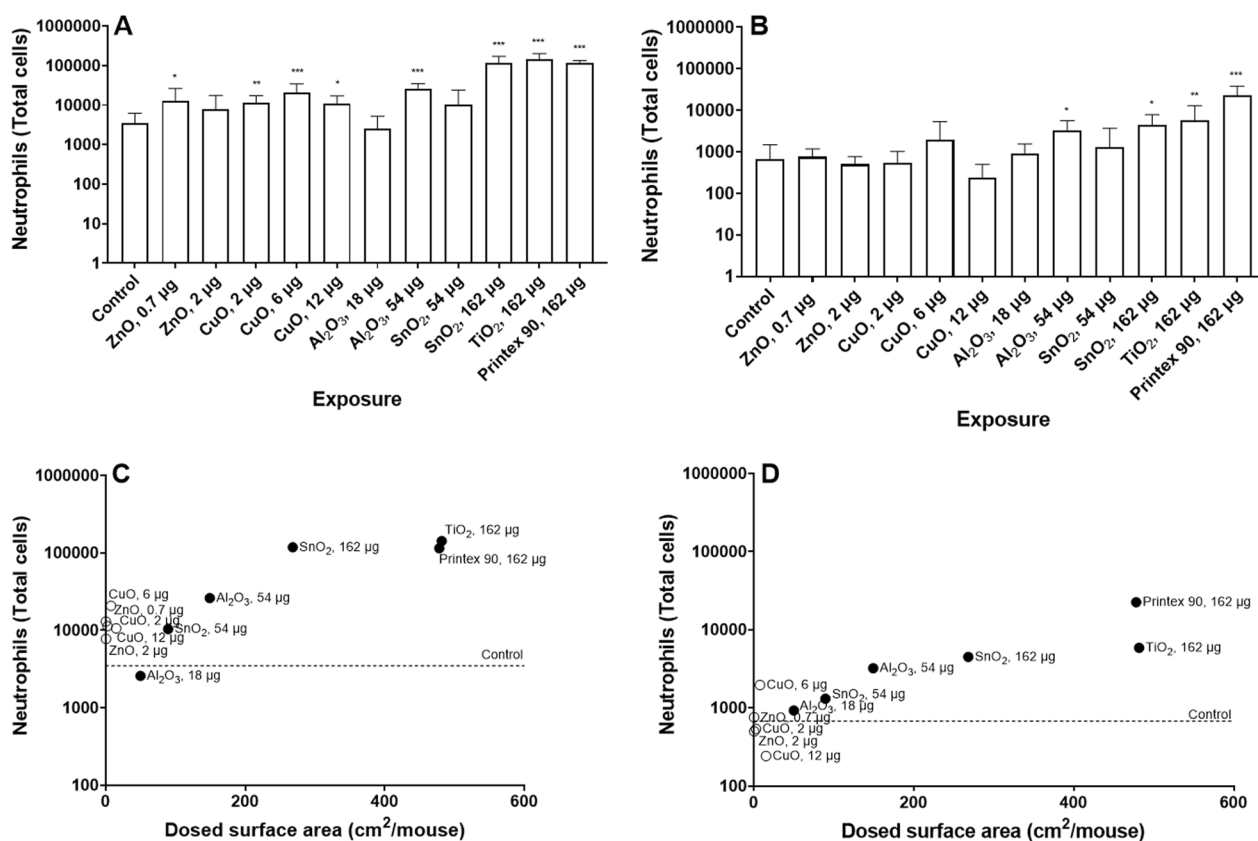 A
Neutrophils (Total cells)
1000000
100000
10000
1000
100
10
1
*
**
***
*
***
***
***
***
Control
ZnO, 0.7 µg
ZnO, 2 µg
CuO, 2 µg
CuO, 6 µg
CuO, 12 µg
Al₂O₃, 18 µg
Al₂O₃, 54 µg
SnO₂, 54 µg
SnO₂, 162 µg
TiO₂, 162 µg
Printex 90, 162 µg
Exposure
B
Neutrophils (Total cells)
1000000
100000
10000
1000
100
10
1
*
*
**
***
Control
ZnO, 0.7 µg
ZnO, 2 µg
CuO, 2 µg
CuO, 6 µg
CuO, 12 µg
Al₂O₃, 18 µg
Al₂O₃, 54 µg
SnO₂, 54 µg
SnO₂, 162 µg
TiO₂, 162 µg
Printex 90, 162 µg
Exposure
C
Neutrophils (Total cells)
1000000
100000
10000
1000
100
TiO₂, 162 µg
SnO₂, 162 µg
Printex 90, 162 µg
CuO, 6 µg
Al₂O₃, 54 µg
ZnO, 0.7 µg
CuO, 2 µg
SnO₂, 54 µg
CuO, 12 µg
ZnO, 2 µg
Control
Al₂O₃, 18 µg
0
200
400
600
Dosed surface area (cm²/mouse)
D
Neutrophils (Total cells)
1000000
100000
10000
1000
100
Printex 90, 162 µg
TiO₂, 162 µg
SnO₂, 162 µg
Al₂O₃, 54 µg
CuO, 6 µg
SnO₂, 54 µg
Al₂O₃, 18 µg
ZnO, 0.7 µg
Control
CuO, 2 µg
ZnO, 2 µg
CuO, 12 µg
0
200
400
600
Dosed surface area (cm²/mouse)